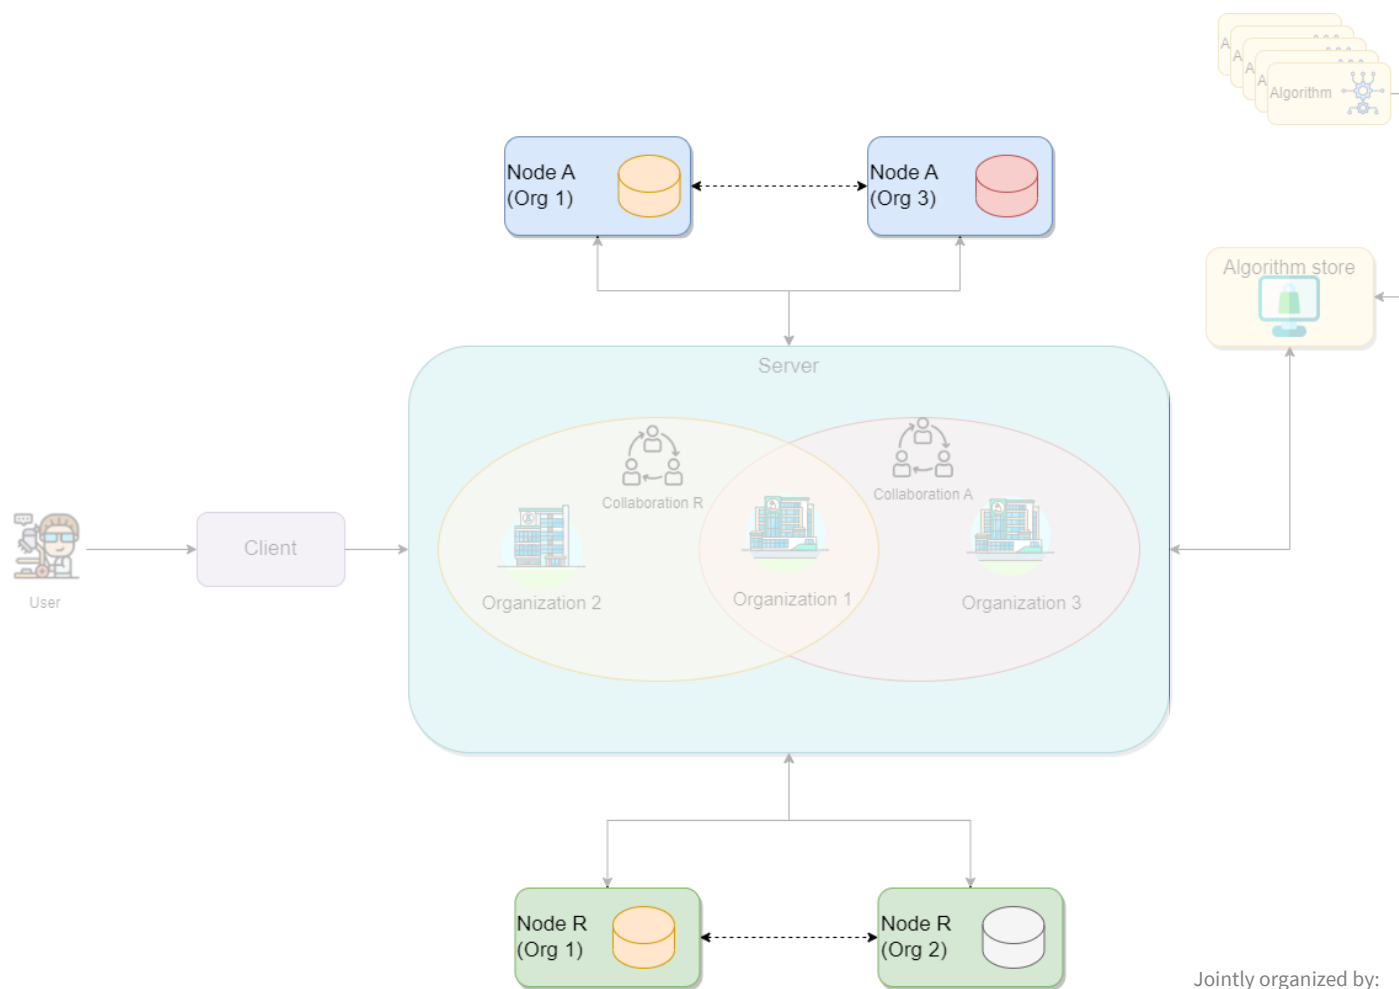 A
A
A
A
Algorithm
Node A
(Org 1)
Node A
(Org 3)
Algorithm store
Server
Collaboration R
Collaboration A
Client
User
Organization 2
Organization 1
Organization 3
Node R
(Org 1)
Node R
(Org 2)
Jointly organized by: